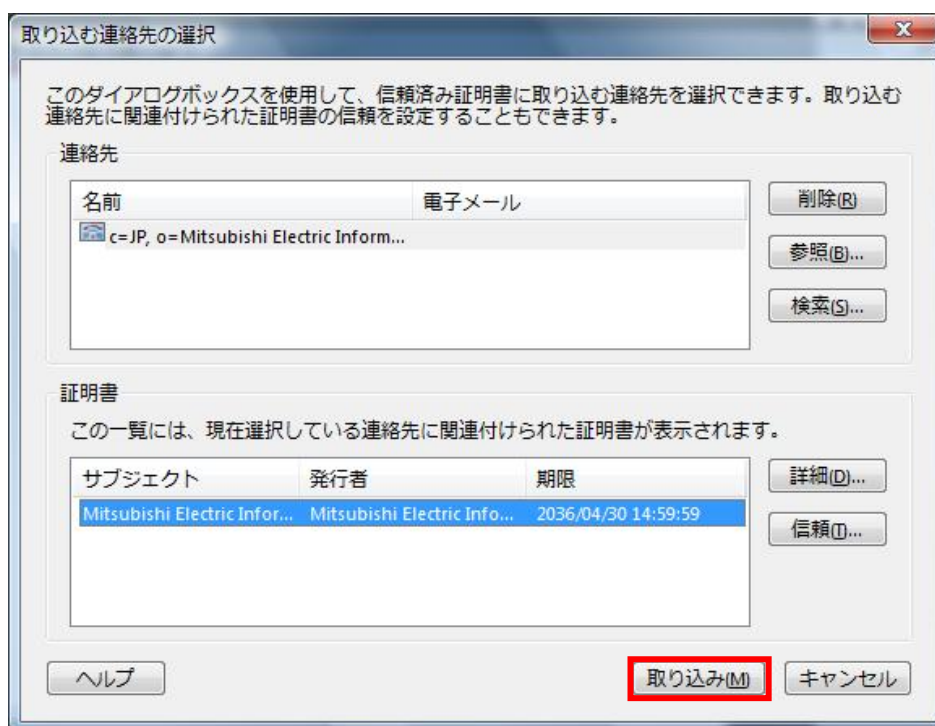 取り込む連絡先の選択
このダイアログボックスを使用して、信頼済み証明書に取り込む連絡先を選択できます。取り込む
連絡先に関連付けられた証明書の信頼を設定することもできます。
連絡先
名前 電子メール
c=JP, o=Mitsubishi Electric Inform...
削除(R)
参照(B)...
検索(S)...
証明書
この一覧には、現在選択している連絡先に関連付けられた証明書が表示されます。
サブジェクト 発行者 期限
Mitsubishi Electric Infor... Mitsubishi Electric Info... 2036/04/30 14:59:59
詳細(D)...
信頼(T)...
ヘルプ 取り込み(M) キャンセル